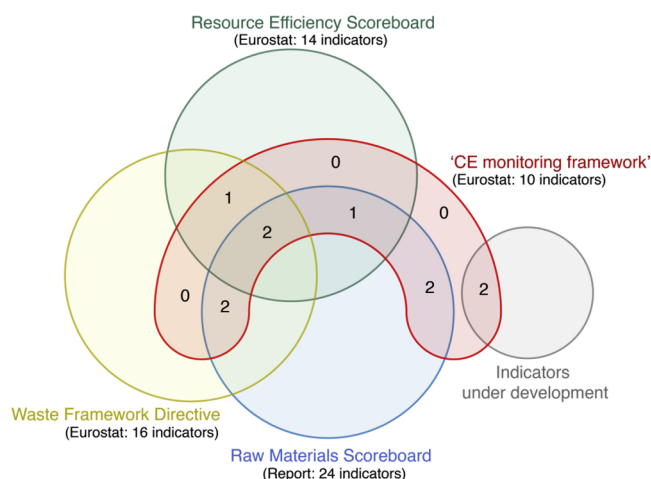 Resource Efficiency Scoreboard
(Eurostat: 14 indicators)
'CE monitoring framework'
(Eurostat: 10 indicators)
0
1
1
0
2
0
2
2
2
Indicators
under development
Waste Framework Directive
(Eurostat: 16 indicators)
Raw Materials Scoreboard
(Report: 24 indicators)